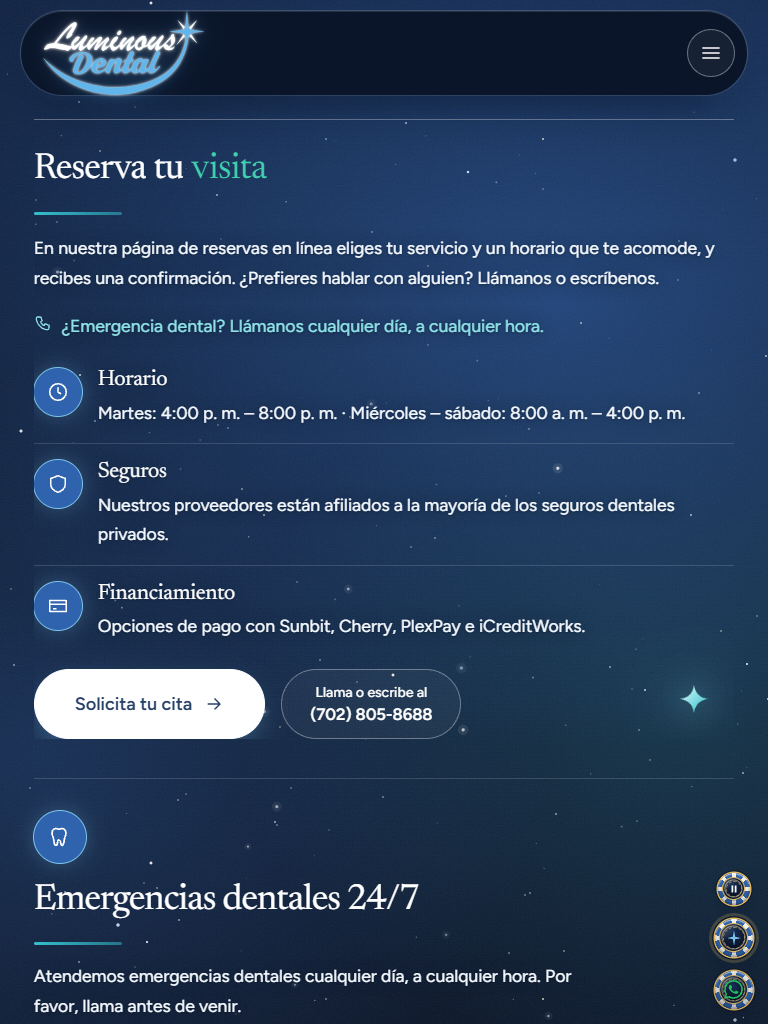 Luminous
Dental
Reserva tu visita
En nuestra página de reservas en línea eliges tu servicio y un horario que te acomode, y
recibes una confirmación. ¿Prefieres hablar con alguien? Llámanos o escríbenos.
¿Emergencia dental? Llámanos cualquier día, a cualquier hora.
Horario
Martes: 4:00 p. m. – 8:00 p. m. · Miércoles – sábado: 8:00 a. m. – 4:00 p. m.
Seguros
Nuestros proveedores están afiliados a la mayoría de los seguros dentales
privados.
Financiamiento
Opciones de pago con Sunbit, Cherry, PlexPay e iCreditWorks.
Solicita tu cita →
Llama o escribe al
(702) 805-8688
Emergencias dentales 24/7
Atendemos emergencias dentales cualquier día, a cualquier hora. Por
favor, llama antes de venir.